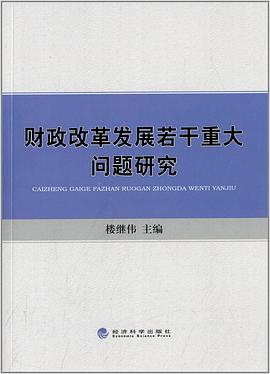 财政改革发展若干重大
问题研究
CAIZHENG GAIGE FAZHAN RUOGAN ZHONGDA WENTI YANJIU
楼继伟 主编
经济科学出版社
Economic Science Press